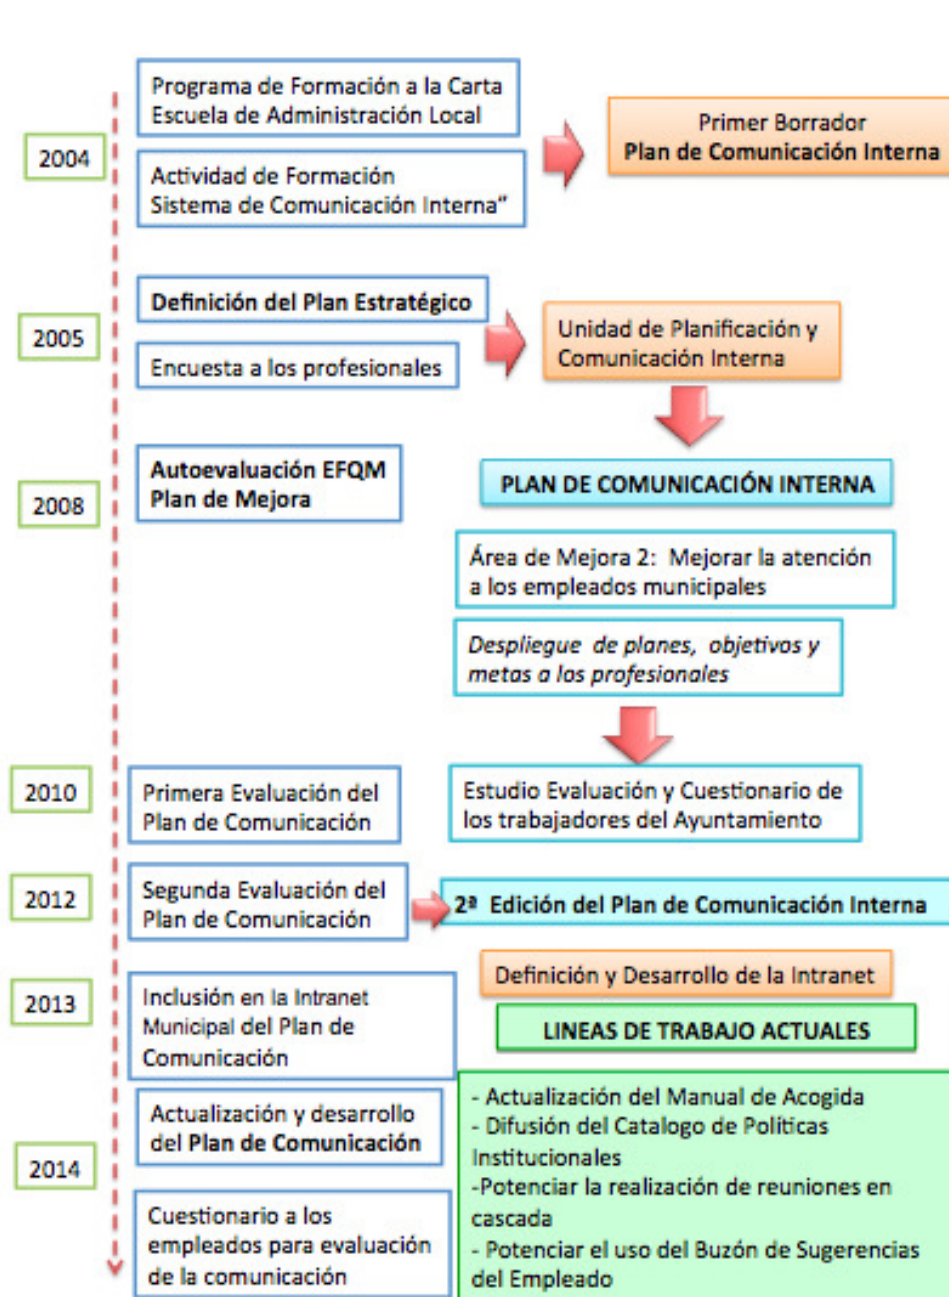 Programa de Formación a la Carta
Escuela de Administración Local
2004
Actividad de Formación
Sistema de Comunicación Interna”
Primer Borrador
Plan de Comunicación Interna
2005
Definición del Plan Estratégico
Encuesta a los profesionales
Unidad de Planificación y
Comunicación Interna
2008
Autoevaluación EFQM
Plan de Mejora
PLAN DE COMUNICACIÓN INTERNA
Área de Mejora 2: Mejorar la atención
a los empleados municipales
Despliegue de planes, objetivos y
metas a los profesionales
2010
Primera Evaluación del
Plan de Comunicación
Estudio Evaluación y Cuestionario de
los trabajadores del Ayuntamiento
2012
Segunda Evaluación del
Plan de Comunicación
2ª Edición del Plan de Comunicación Interna
2013
Inclusión en la Intranet
Municipal del Plan de
Comunicación
Definición y Desarrollo de la Intranet
LINEAS DE TRABAJO ACTUALES
2014
Actualización y desarrollo
del Plan de Comunicación
Cuestionario a los
empleados para evaluación
de la comunicación
- Actualización del Manual de Acogida
- Difusión del Catalogo de Políticas
Institucionales
-Potenciar la realización de reuniones en
cascada
- Potenciar el uso del Buzón de Sugerencias
del Empleado